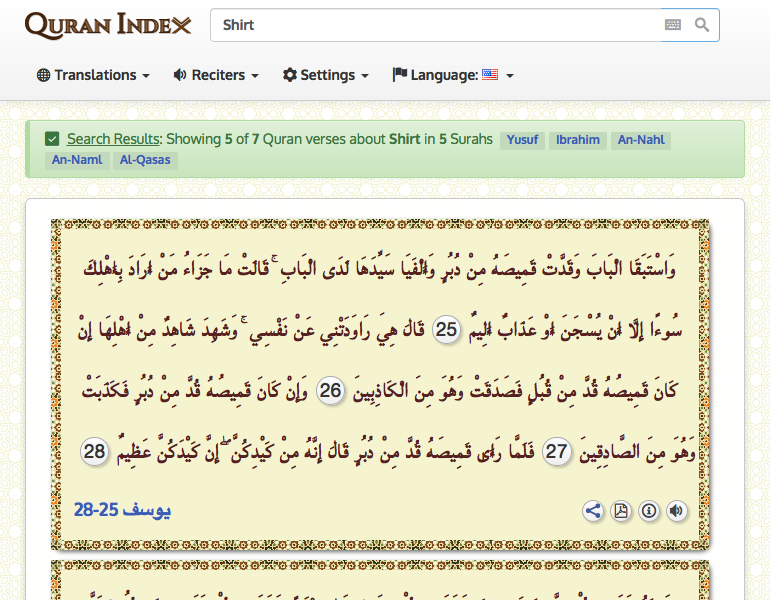 QURAN INDEX
Shirt
Translations Reciters Settings Language:
Search Results: Showing 5 of 7 Quran verses about Shirt in 5 Surahs Yusuf Ibrahim An-Nahl
An-Naml Al-Qasas
وَاسْتَبَقَا الْبَابَ وَقَدَّتْ قَمِيصَهُ مِنْ دُبُرٍ وَأَلْفَيَا سَيِّدَهَا لَدَى الْبَابِ ۚ قَالَتْ مَا جَزَاءُ مَنْ أَرَادَ بِأَهْلِكَ
سُوءًا إِلَّا أَنْ يُسْجَنَ أَوْ عَذَابٌ أَلِيمٌ 25 قَالَ هِيَ رَاوَدَتْنِي عَنْ نَفْسِي ۚ وَشَهِدَ شَاهِدٌ مِنْ أَهْلِهَا إِنْ
كَانَ قَمِيصُهُ قُدَّ مِنْ قُبُلٍ فَصَدَقَتْ وَهُوَ مِنَ الْكَاذِبِينَ 26 وَإِنْ كَانَ قَمِيصُهُ قُدَّ مِنْ دُبُرٍ فَكَذَبَتْ
وَهُوَ مِنَ الصَّادِقِينَ 27 فَلَمَّا رَأَى قَمِيصَهُ قُدَّ مِنْ دُبُرٍ قَالَ إِنَّهُ مِنْ كَيْدِكُنَّ ۖ إِنَّ كَيْدَكُنَّ عَظِيمٌ 28
يوسف 25-28